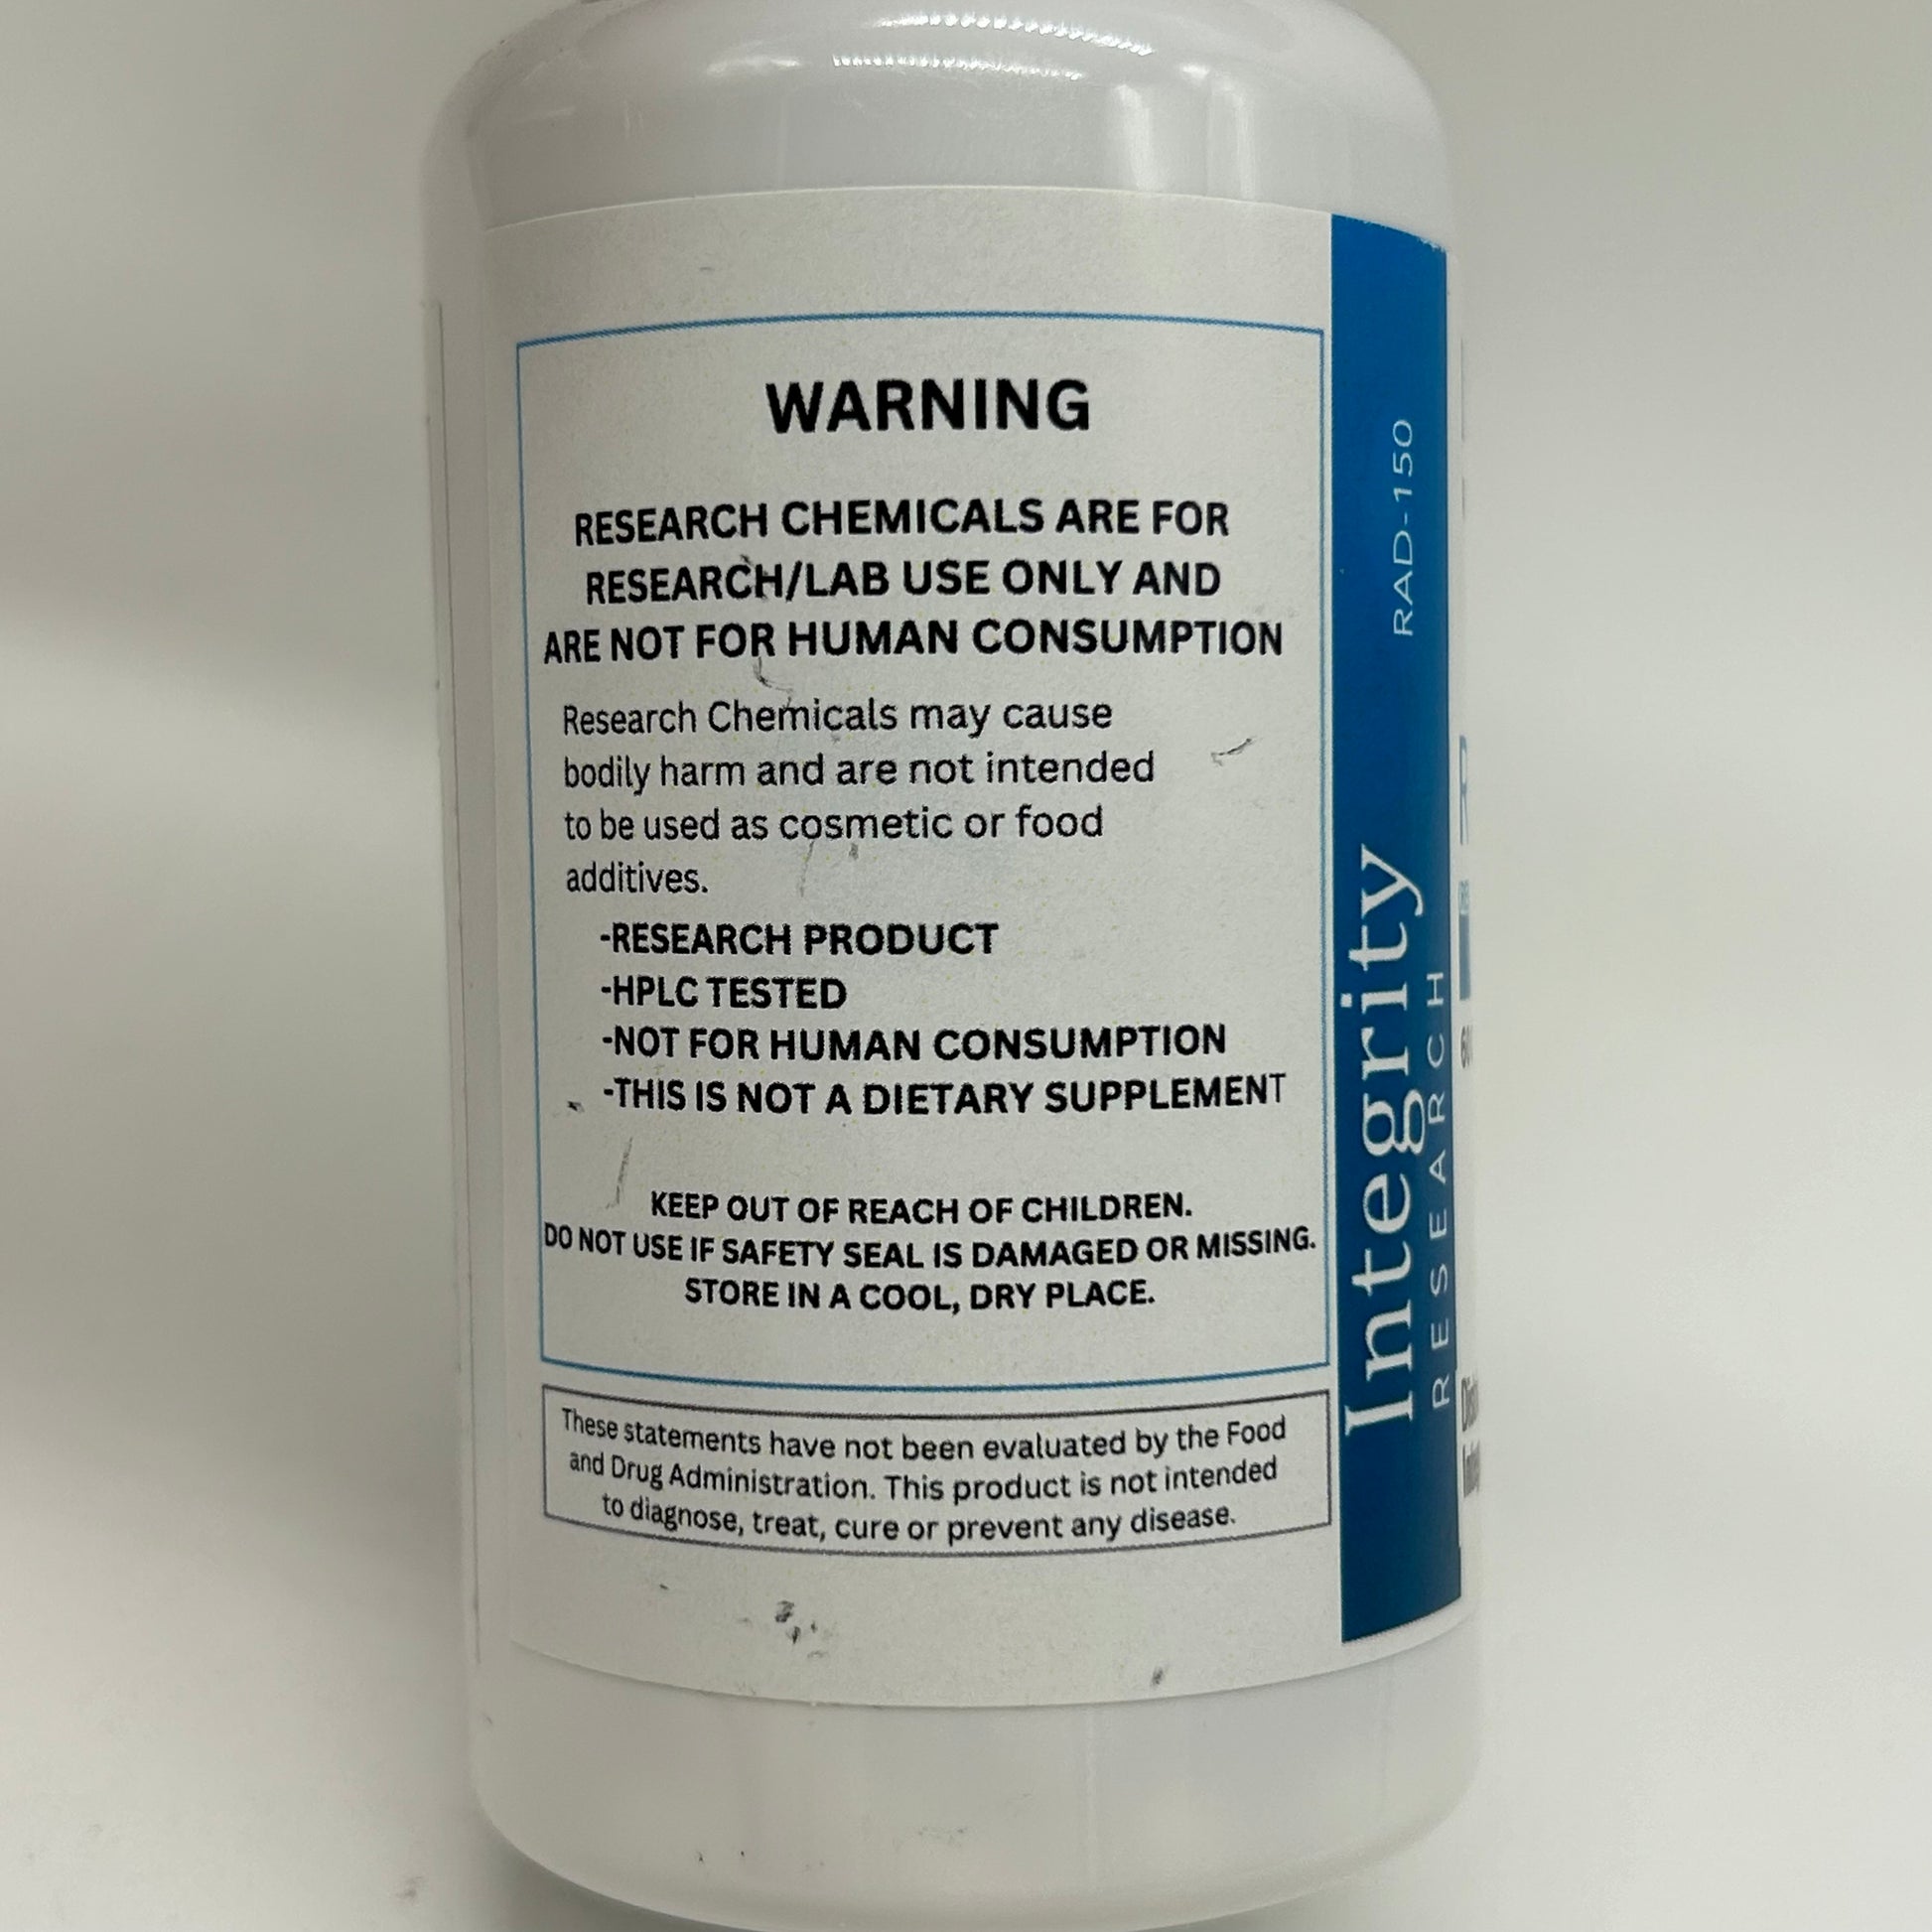 WARNING
RESEARCH CHEMICALS ARE FOR
RESEARCH/LAB USE ONLY AND
ARE NOT FOR HUMAN CONSUMPTION
Research Chemicals may cause
bodily harm and are not intended
to be used as cosmetic or food
additives.
-RESEARCH PRODUCT
-HPLC TESTED
-NOT FOR HUMAN CONSUMPTION
-THIS IS NOT A DIETARY SUPPLEMENT
KEEP OUT OF REACH OF CHILDREN.
DO NOT USE IF SAFETY SEAL IS DAMAGED OR MISSING.
STORE IN A COOL, DRY PLACE.
These statements have not been evaluated by the Food
and Drug Administration. This product is not intended
to diagnose, treat, cure or prevent any disease.
RAD-150
Integrity
RESEARCH